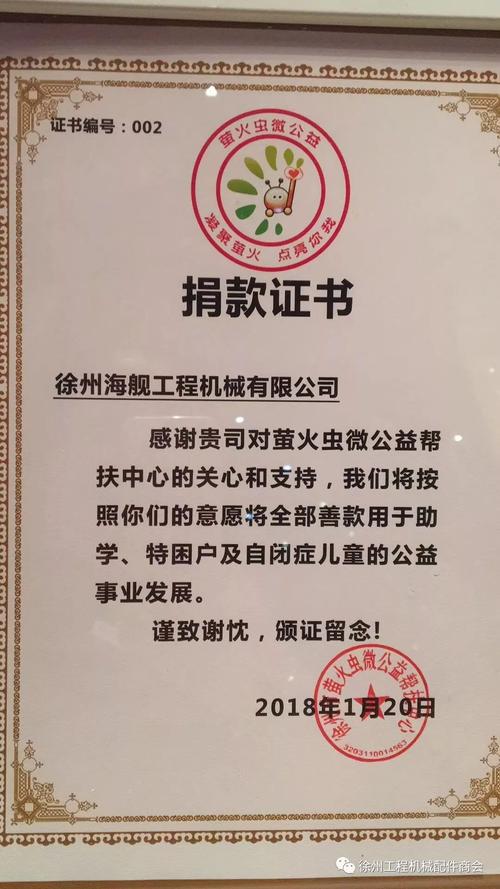 证书编号：002
萤火虫微公益
凝聚萤火 点亮你我
捐款证书
徐州海舰工程机械有限公司
感谢贵司对萤火虫微公益帮
扶中心的关心和支持，我们将按
照你们的意愿将全部善款用于助
学、特困户及自闭症儿童的公益
事业发展。
谨致谢忱，颁证留念!
2018年1月20日
徐州市萤火虫微公益帮扶中心
3203110014563
徐州工程机械配件商会